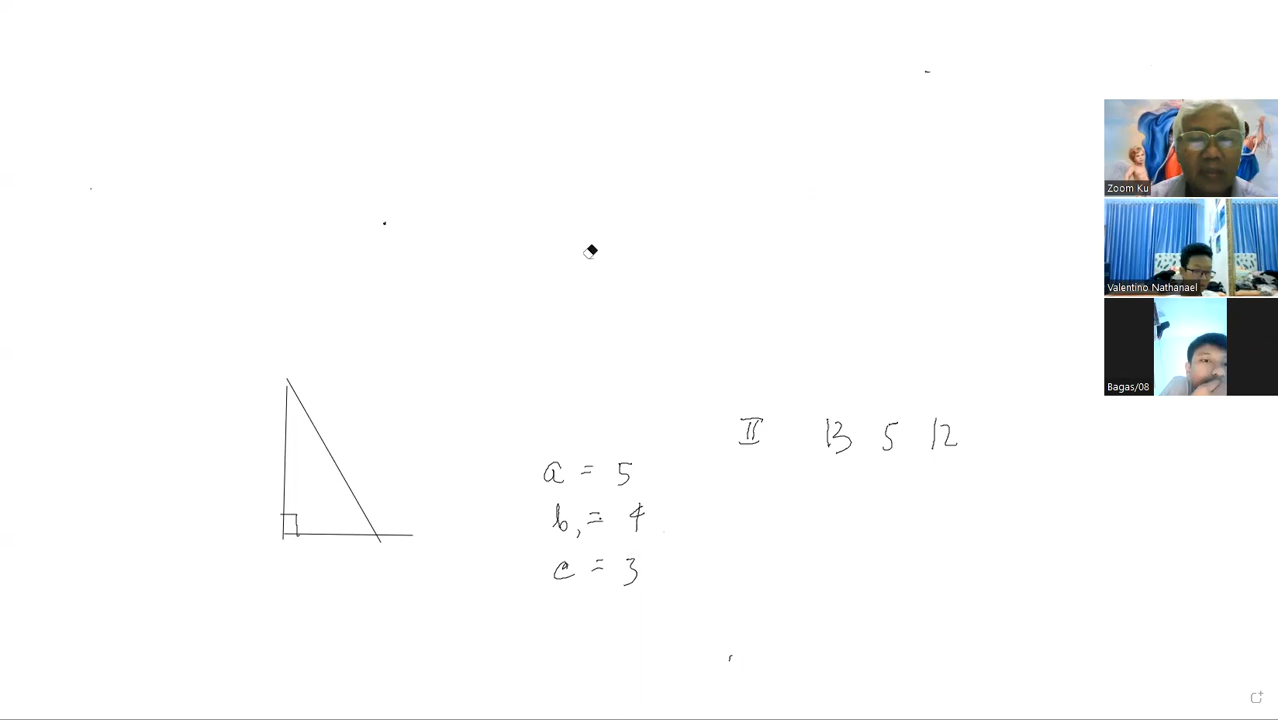 II 13 5 12
a = 5
b, = 4
c = 3
Zoom Ku
Valentino Nathanael
Bagas/08